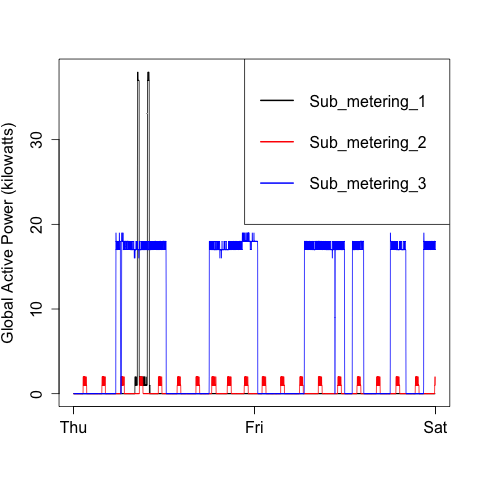 Global Active Power (kilowatts)
30
20
10
0
Sub_metering_1
Sub_metering_2
Sub_metering_3
Thu
Fri
Sat